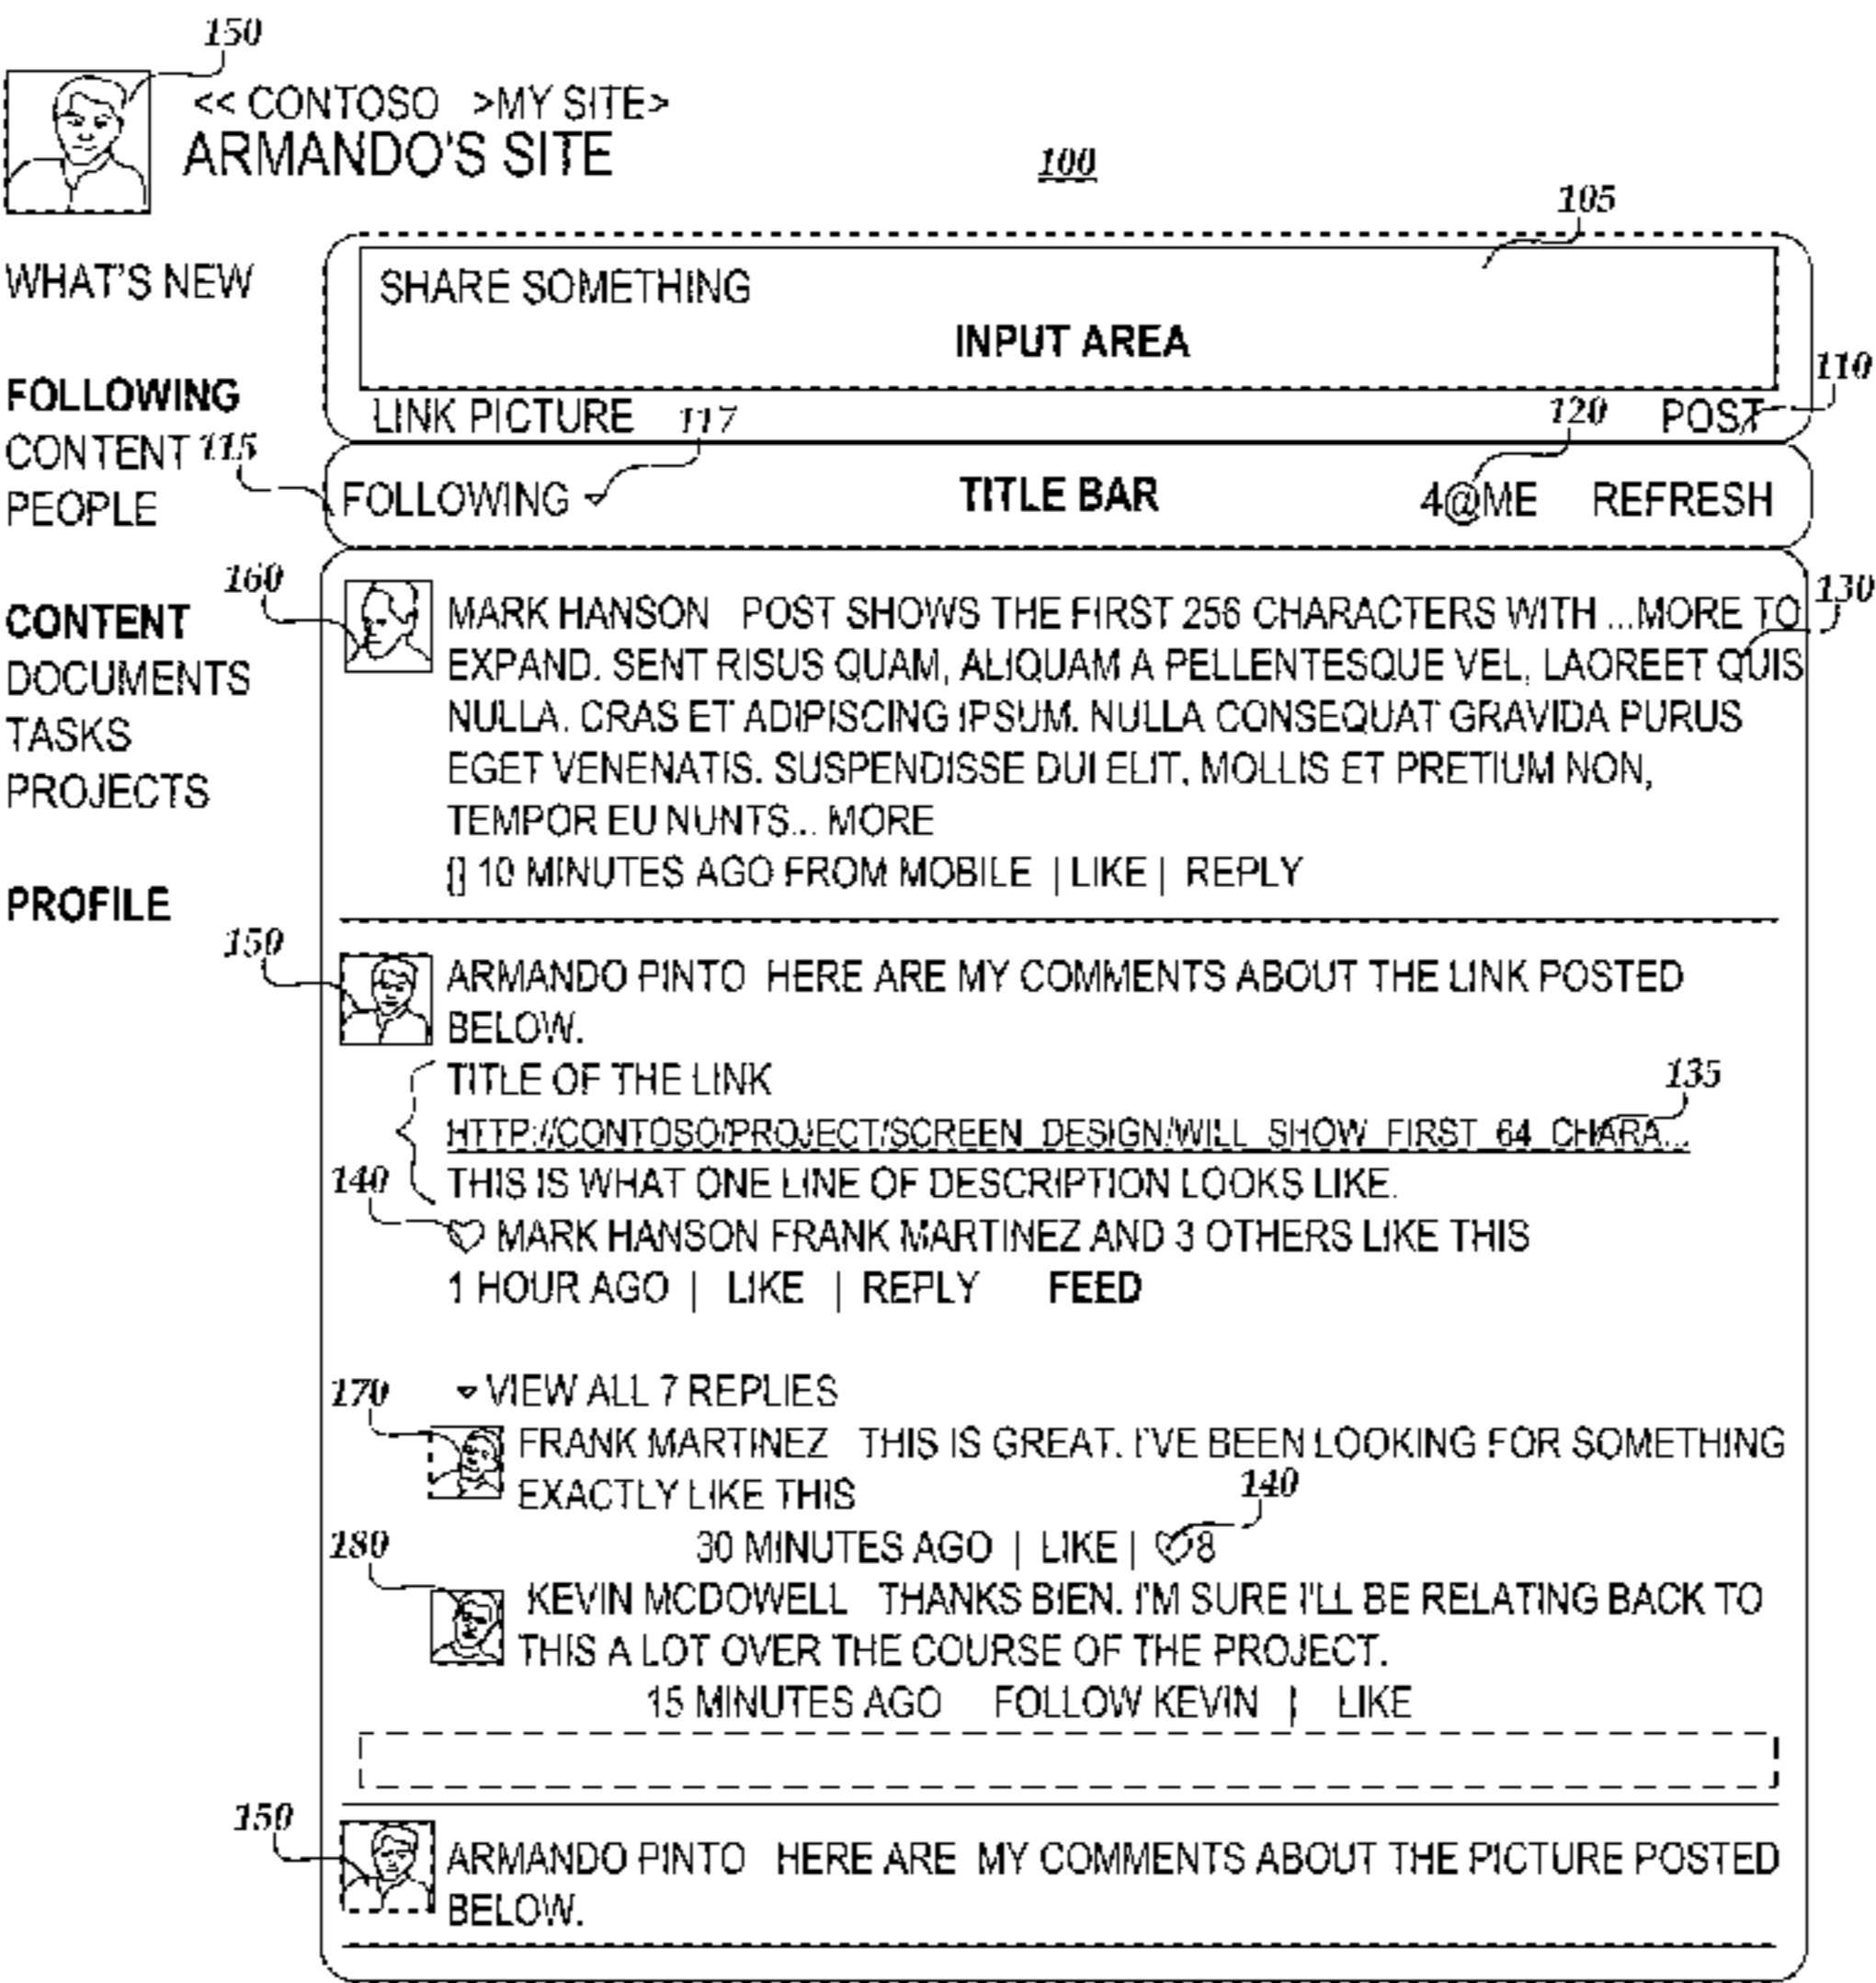 150
<< CONTOSO >MY SITE>
ARMANDO'S SITE
100
105
WHAT'S NEW
SHARE SOMETHING
INPUT AREA
110
FOLLOWING
LINK PICTURE
117
120
POST
CONTENT
115
PEOPLE
FOLLOWING
TITLE BAR
4@ME
REFRESH
160
130
CONTENT
DOCUMENTS
TASKS
PROJECTS
PROFILE
MARK HANSON POST SHOWS THE FIRST 256 CHARACTERS WITH ...MORE TO
EXPAND. SENT RISUS QUAM, ALIQUAM A PELLENTESQUE VEL, LAOREET QUIS
NULLA. CRAS ET ADIPISCING IPSUM. NULLA CONSEQUAT GRAVIDA PURUS
EGET VENENATIS. SUSPENDISSE DUI ELIT, MOLLIS ET PRETIUM NON,
TEMPOR EU NUNTS... MORE
[] 10 MINUTES AGO FROM MOBILE | LIKE | REPLY
150
ARMANDO PINTO HERE ARE MY COMMENTS ABOUT THE LINK POSTED
BELOW.
TITLE OF THE LINK
135
HTTP://CONTOSO/PROJECT/SCREEN_DESIGN/WILL_SHOW_FIRST_64_CHARA...
THIS IS WHAT ONE LINE OF DESCRIPTION LOOKS LIKE.
140
♡ MARK HANSON FRANK MARTINEZ AND 3 OTHERS LIKE THIS
1 HOUR AGO | LIKE | REPLY FEED
VIEW ALL 7 REPLIES
170
FRANK MARTINEZ THIS IS GREAT. I'VE BEEN LOOKING FOR SOMETHING
EXACTLY LIKE THIS
140
30 MINUTES AGO | LIKE | ♡8
180
KEVIN MCDOWELL THANKS BIEN. I'M SURE I'LL BE RELATING BACK TO
THIS A LOT OVER THE COURSE OF THE PROJECT.
15 MINUTES AGO FOLLOW KEVIN | LIKE
150
ARMANDO PINTO HERE ARE MY COMMENTS ABOUT THE PICTURE POSTED
BELOW.